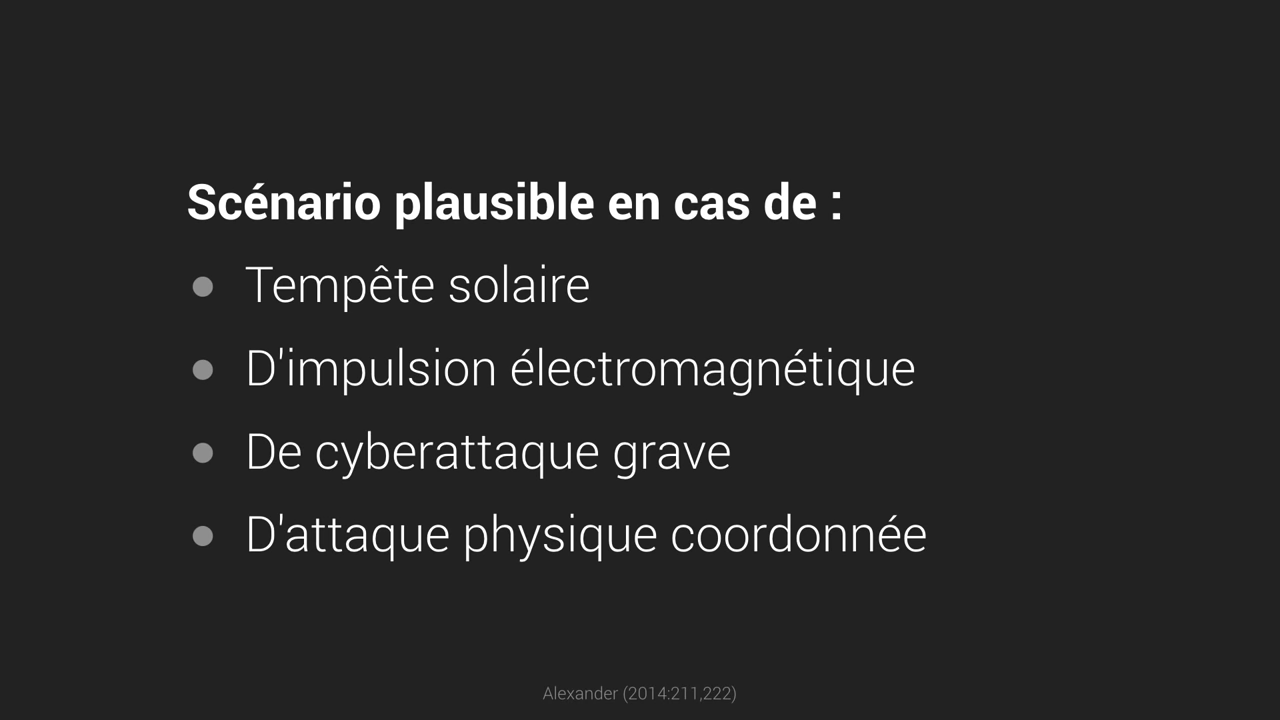 Scénario plausible en cas de :
● Tempête solaire
● D'impulsion électromagnétique
● De cyberattaque grave
● D'attaque physique coordonnée
Alexander (2014:211,222)